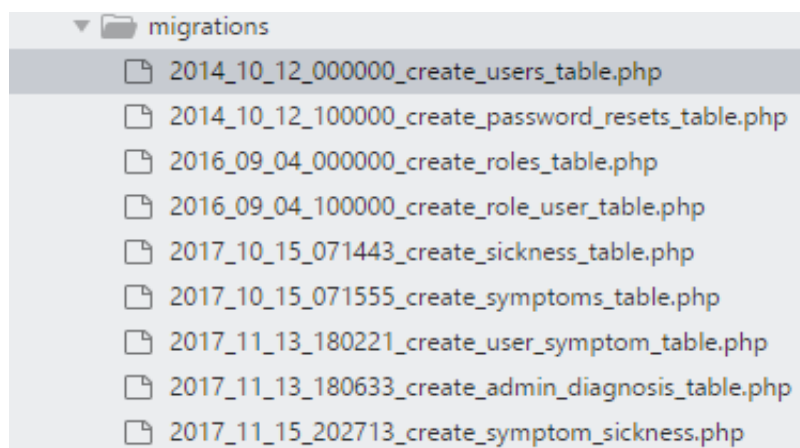 migrations
2014_10_12_000000_create_users_table.php
2014_10_12_100000_create_password_resets_table.php
2016_09_04_000000_create_roles_table.php
2016_09_04_100000_create_role_user_table.php
2017_10_15_071443_create_sickness_table.php
2017_10_15_071555_create_symptoms_table.php
2017_11_13_180221_create_user_symptom_table.php
2017_11_13_180633_create_admin_diagnosis_table.php
2017_11_15_202713_create_symptom_sickness.php